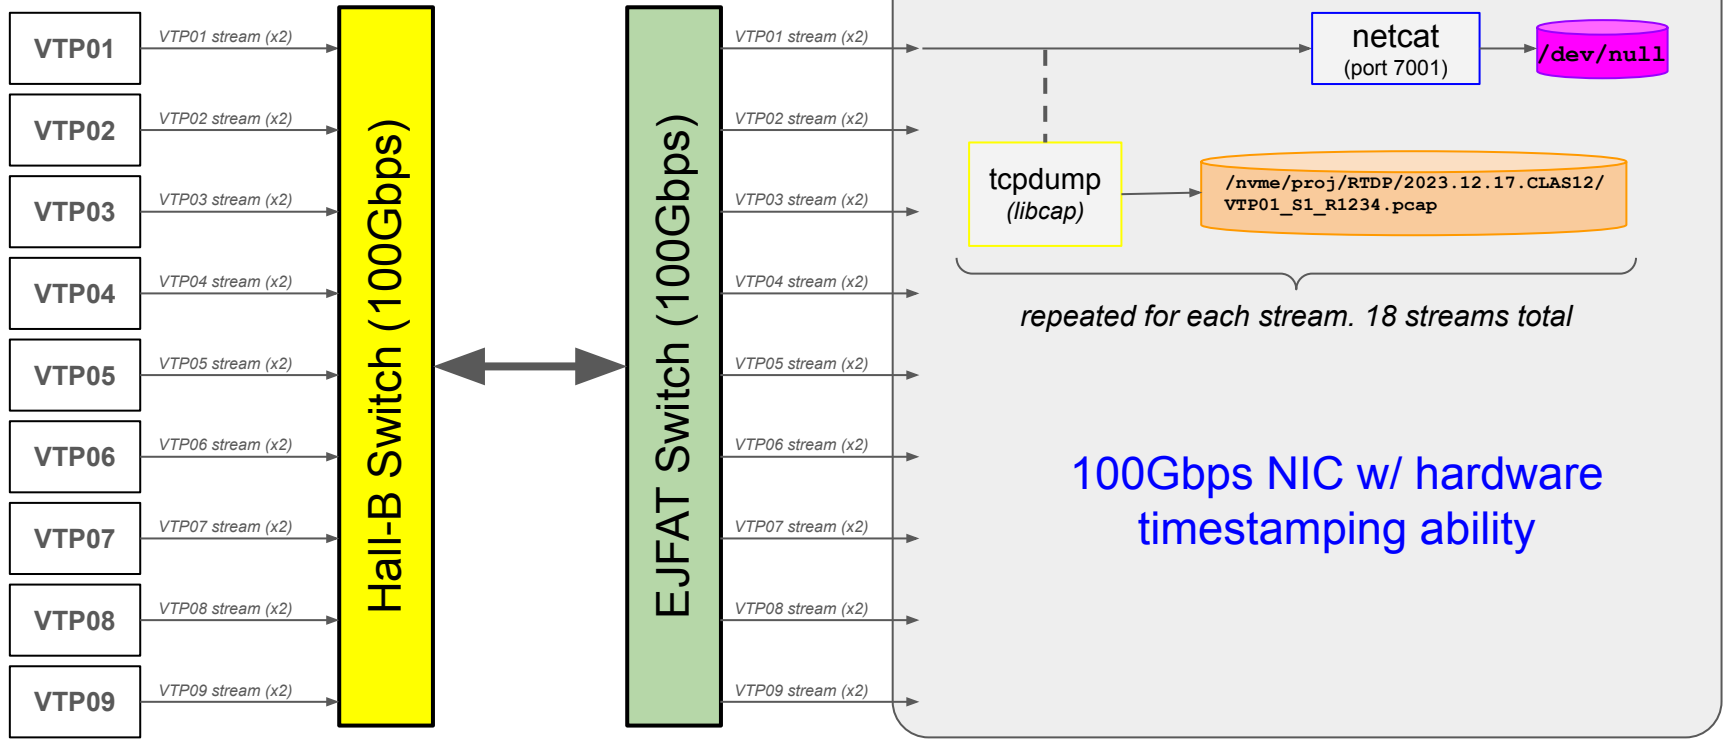 VTP01
VTP01 stream (x2)
VTP02
VTP02 stream (x2)
VTP03
VTP03 stream (x2)
VTP04
VTP04 stream (x2)
VTP05
VTP05 stream (x2)
VTP06
VTP06 stream (x2)
VTP07
VTP07 stream (x2)
VTP08
VTP08 stream (x2)
VTP09
VTP09 stream (x2)
Hall-B Switch (100Gbps)
EJFAT Switch (100Gbps)
VTP01 stream (x2)
VTP02 stream (x2)
VTP03 stream (x2)
VTP04 stream (x2)
VTP05 stream (x2)
VTP06 stream (x2)
VTP07 stream (x2)
VTP08 stream (x2)
VTP09 stream (x2)
netcat
(port 7001)
/dev/null
tcpdump
(libcap)
/nvme/proj/RTDP/2023.12.17.CLAS12/
VTP01_S1_R1234.pcap
repeated for each stream. 18 streams total
100Gbps NIC w/ hardware
timestamping ability